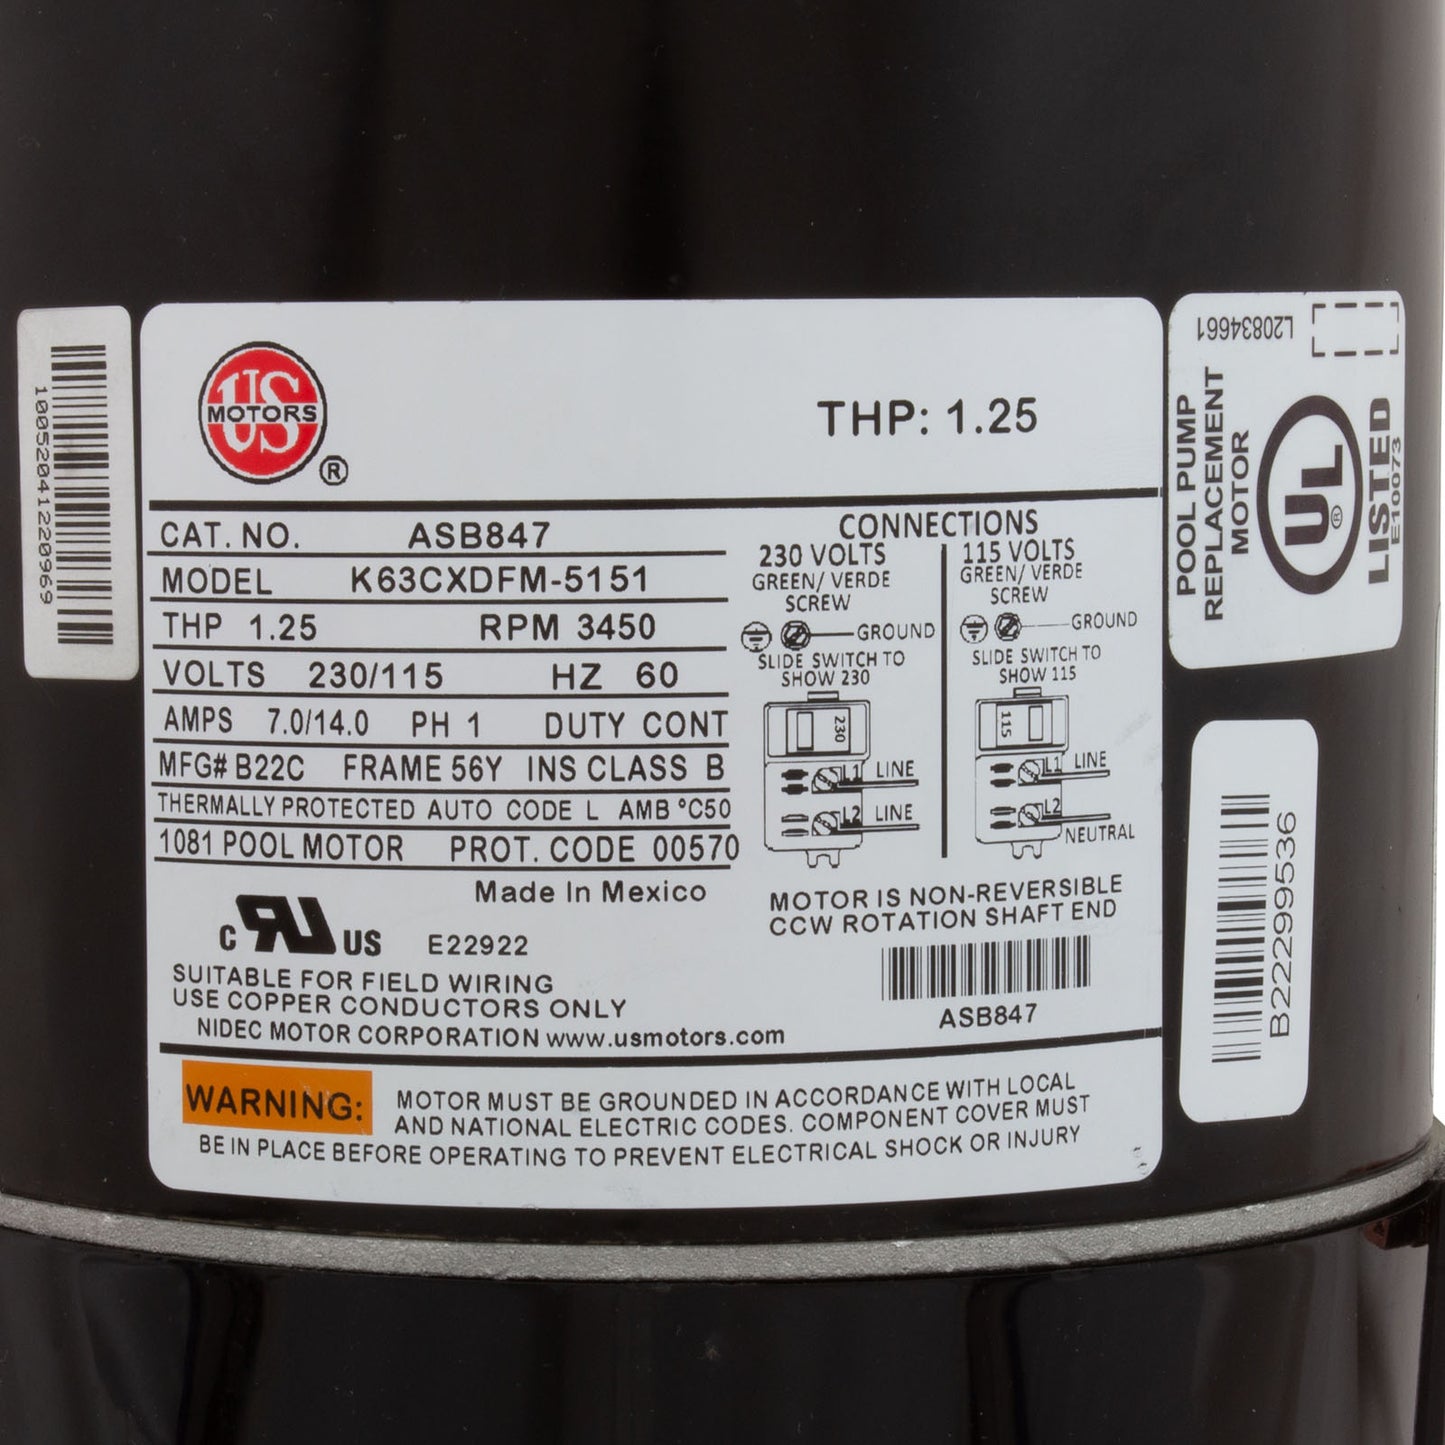 10052041220969
US
MOTORS
®
THP: 1.25
CAT. NO. ASB847
MODEL K63CXDFM-5151
THP 1.25 RPM 3450
VOLTS 230/115 HZ 60
AMPS 7.0/14.0 PH 1 DUTY CONT
MFG# B22C FRAME 56Y INS CLASS B
THERMALLY PROTECTED AUTO CODE L AMB °C50
1081 POOL MOTOR PROT. CODE 00570
Made In Mexico
c RU US E22922
SUITABLE FOR FIELD WIRING
USE COPPER CONDUCTORS ONLY
NIDEC MOTOR CORPORATION www.usmotors.com
CONNECTIONS
230 VOLTS
GREEN/ VERDE
SCREW
GROUND
SLIDE SWITCH TO
SHOW 230
230
L1 LINE
L2 LINE
115 VOLTS
GREEN/ VERDE
SCREW
GROUND
SLIDE SWITCH TO
SHOW 115
115
L1 LINE
L2
NEUTRAL
MOTOR IS NON-REVERSIBLE
CCW ROTATION SHAFT END
ASB847
WARNING: MOTOR MUST BE GROUNDED IN ACCORDANCE WITH LOCAL
AND NATIONAL ELECTRIC CODES. COMPONENT COVER MUST
BE IN PLACE BEFORE OPERATING TO PREVENT ELECTRICAL SHOCK OR INJURY
L20834661
POOL PUMP
REPLACEMENT
MOTOR
UL
®
LISTED
E10073
B22299536